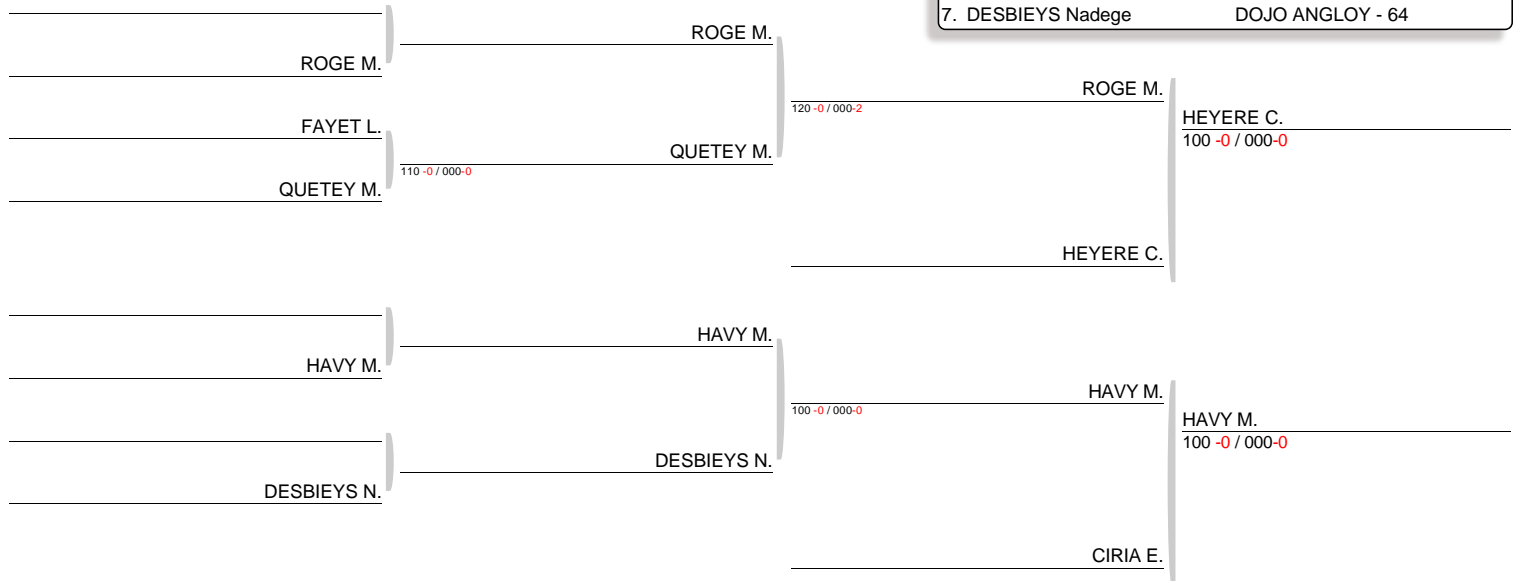 7. DESBIEYS Nadege DOJO ANGLOY - 64
ROGE M.
ROGE M.
ROGE M.
120 -0 / 000-2
HEYERE C.
100 -0 / 000-0
FAYET L.
QUETEY M.
110 -0 / 000-0
QUETEY M.
HEYERE C.
HAVY M.
HAVY M.
HAVY M.
100 -0 / 000-0
HAVY M.
100 -0 / 000-0
DESBIEYS N.
DESBIEYS N.
CIRIA E.